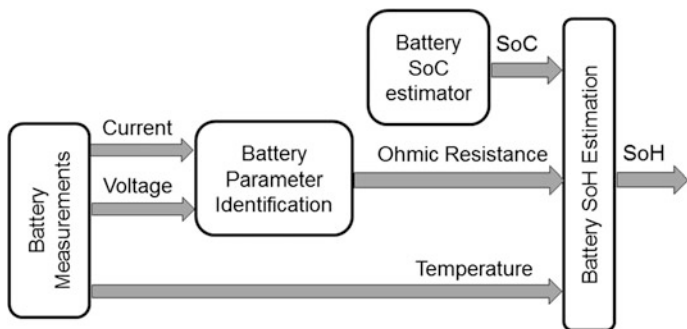 Battery
SoC
estimator
SoC
Current
Voltage
Battery
Measurements
Battery
Parameter
Identification
Ohmic Resistance
Temperature
Battery SoH Estimation
SoH